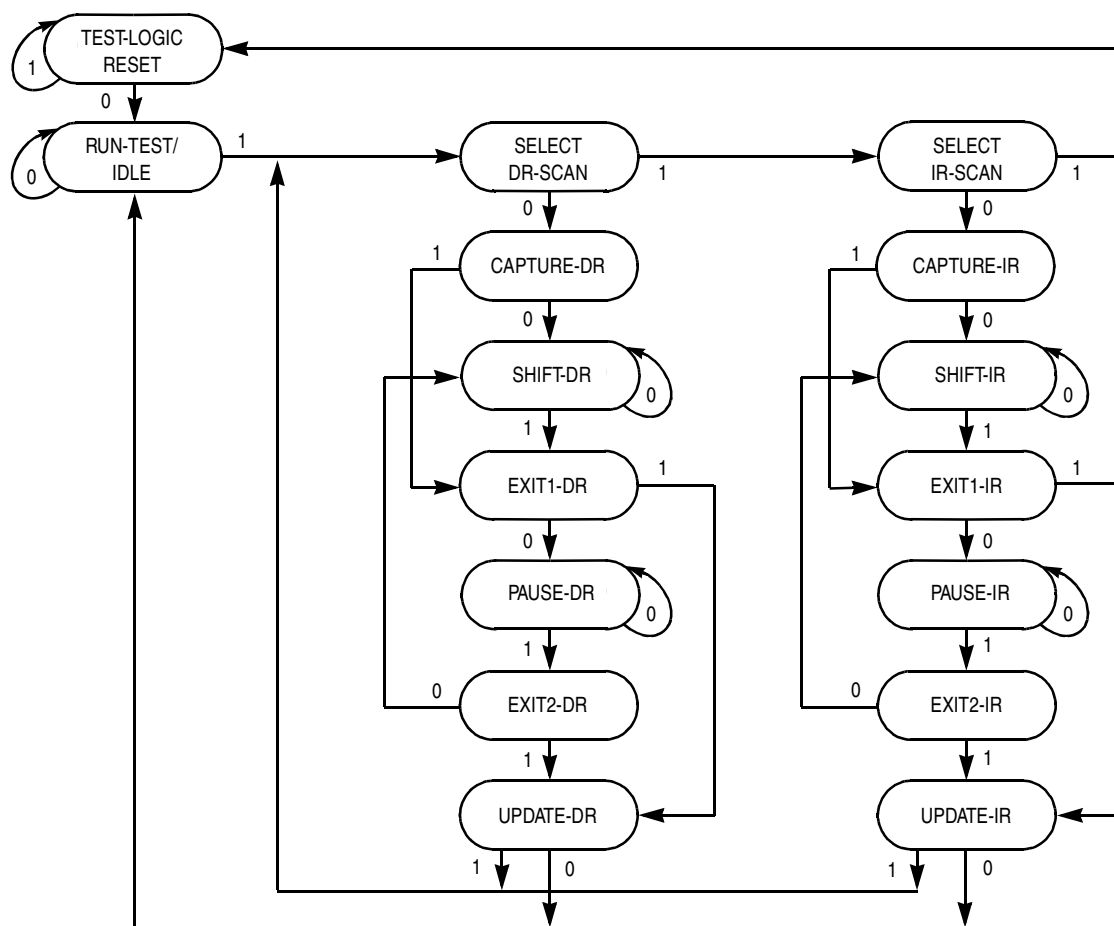 TEST-LOGIC
RESET
1
0
RUN-TEST/
IDLE
0
1
SELECT
DR-SCAN
1
SELECT
IR-SCAN
1
0
0
CAPTURE-DR
1
CAPTURE-IR
1
0
0
SHIFT-DR
0
SHIFT-IR
0
1
1
EXIT1-DR
1
EXIT1-IR
1
0
0
PAUSE-DR
0
PAUSE-IR
0
1
1
EXIT2-DR
0
EXIT2-IR
0
1
1
UPDATE-DR
UPDATE-IR
1
0
1
0